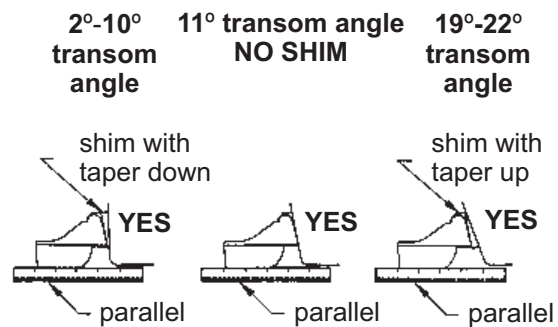 2°-10°
transom
angle
11° transom angle
NO SHIM
19°-22°
transom
angle
shim with
taper down
YES
parallel
YES
parallel
shim with
taper up
YES
parallel